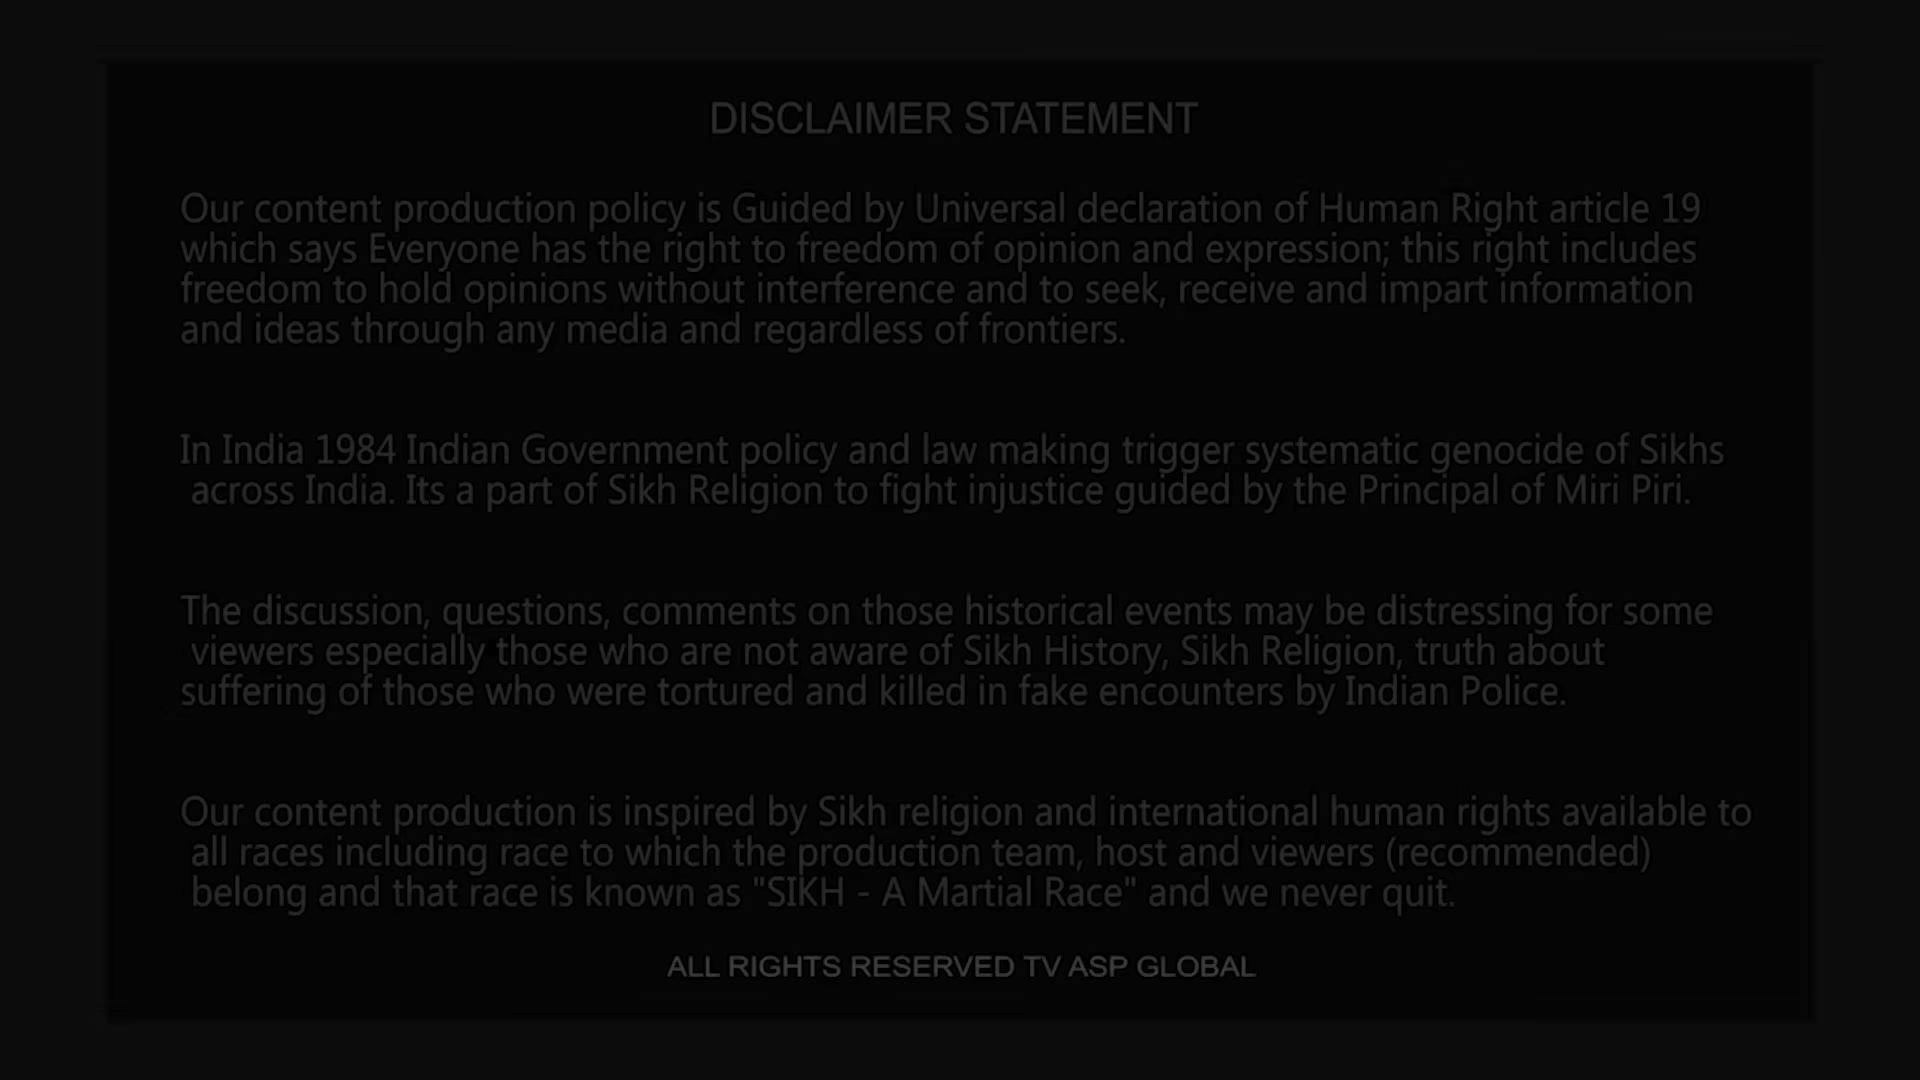 DISCLAIMER STATEMENT
Our content production policy is Guided by Universal declaration of Human Right article 19
which says Everyone has the right to freedom of opinion and expression; this right includes
freedom to hold opinions without interference and to seek, receive and impart information
and ideas through any media and regardless of frontiers.
In India 1984 Indian Government policy and law making trigger systematic genocide of Sikhs
across India. Its a part of Sikh Religion to fight injustice guided by the Principal of Miri Piri.
The discussion, questions, comments on those historical events may be distressing for some
viewers especially those who are not aware of Sikh History, Sikh Religion, truth about
suffering of those who were tortured and killed in fake encounters by Indian Police.
Our content production is inspired by Sikh religion and international human rights available to
all races including race to which the production team, host and viewers (recommended)
belong and that race is known as "SIKH - A Martial Race" and we never quit.
ALL RIGHTS RESERVED TV ASP GLOBAL